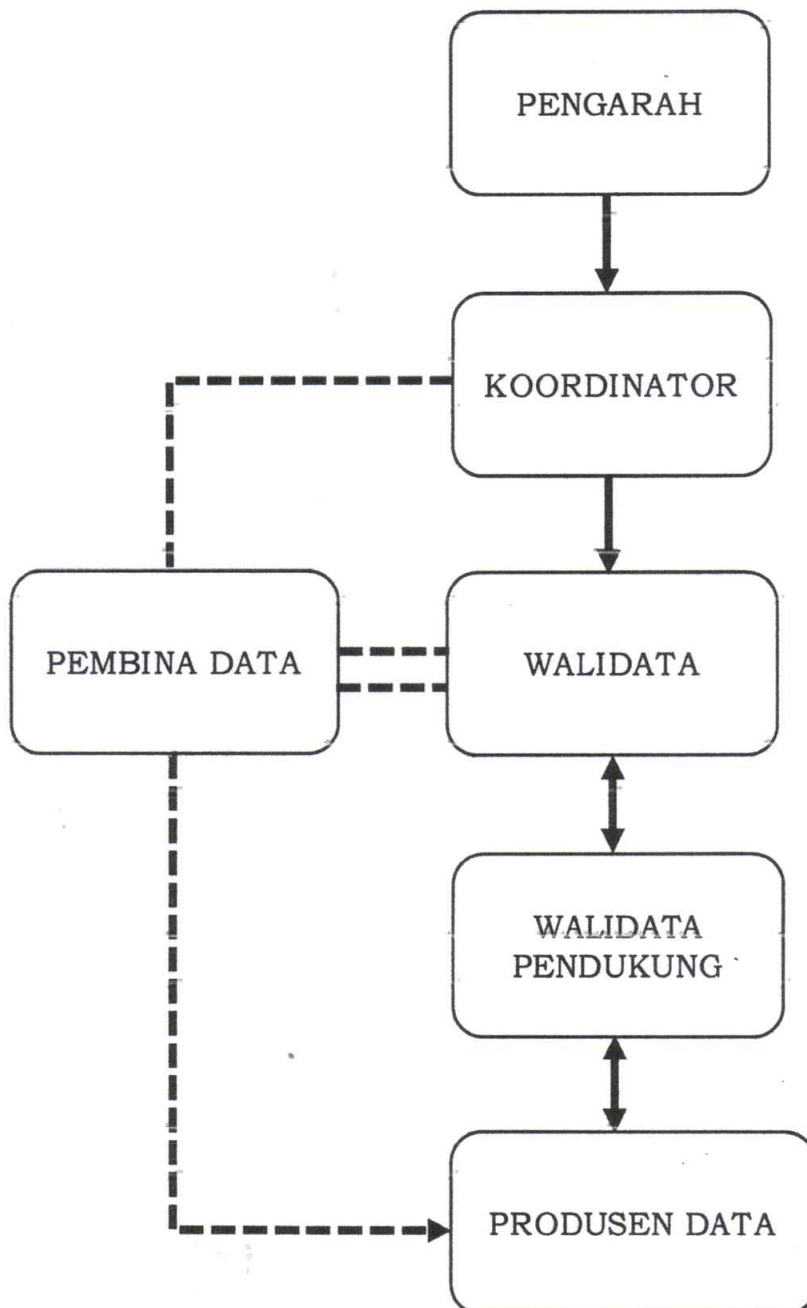 PENGARAH
KOORDINATOR
PEMBINA DATA
WALIDATA
WALIDATA
PENDUKUNG
PRODUSEN DATA